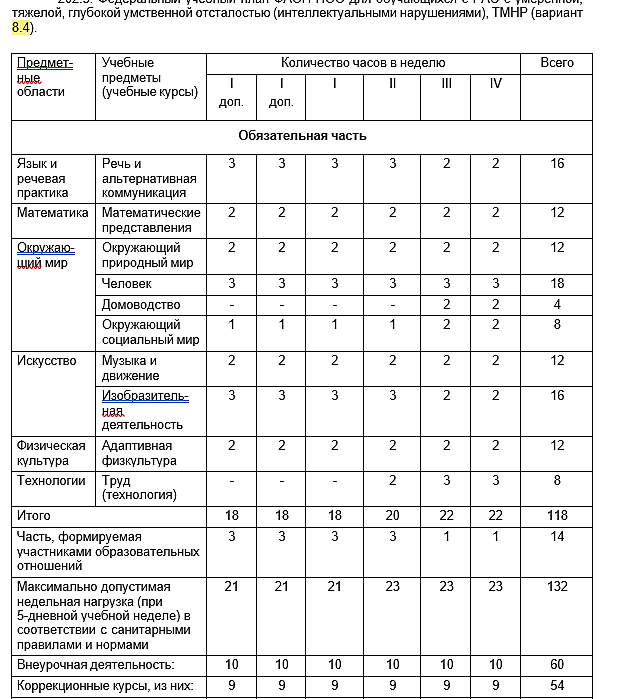 202.3. Федеральный учебный план ФАОП НОО для обучающихся с РАС с умеренной,
тяжелой, глубокой умственной отсталостью (интеллектуальными нарушениями), ТМНР (вариант
8.4).
Предмет- Учебные Количество часов в неделю Всего
ные предметы
области (учебные курсы) I I I II III IV
доп. доп.
Обязательная часть
Язык и Речь и 3 3 3 3 2 2 16
речевая альтернативная
практика коммуникация
Математика Математические 2 2 2 2 2 2 12
представления
Окружаю- Окружающий 2 2 2 2 2 2 12
щий мир природный мир
Человек 3 3 3 3 3 3 18
Домоводство - - - - 2 2 4
Окружающий 1 1 1 1 2 2 8
социальный мир
Искусство Музыка и 2 2 2 2 2 2 12
движение
Изобразитель- 3 3 3 3 2 2 16
ная
деятельность
Физическая Адаптивная 2 2 2 2 2 2 12
культура физкультура
Технологии Труд - - - 2 3 3 8
(технология)
Итого 18 18 18 20 22 22 118
Часть, формируемая 3 3 3 3 1 1 14
участниками образовательных
отношений
Максимально допустимая 21 21 21 23 23 23 132
недельная нагрузка (при
5-дневной учебной неделе) в
соответствии с санитарными
правилами и нормами
Внеурочная деятельность: 10 10 10 10 10 10 60
Коррекционные курсы, из них: 9 9 9 9 9 9 54